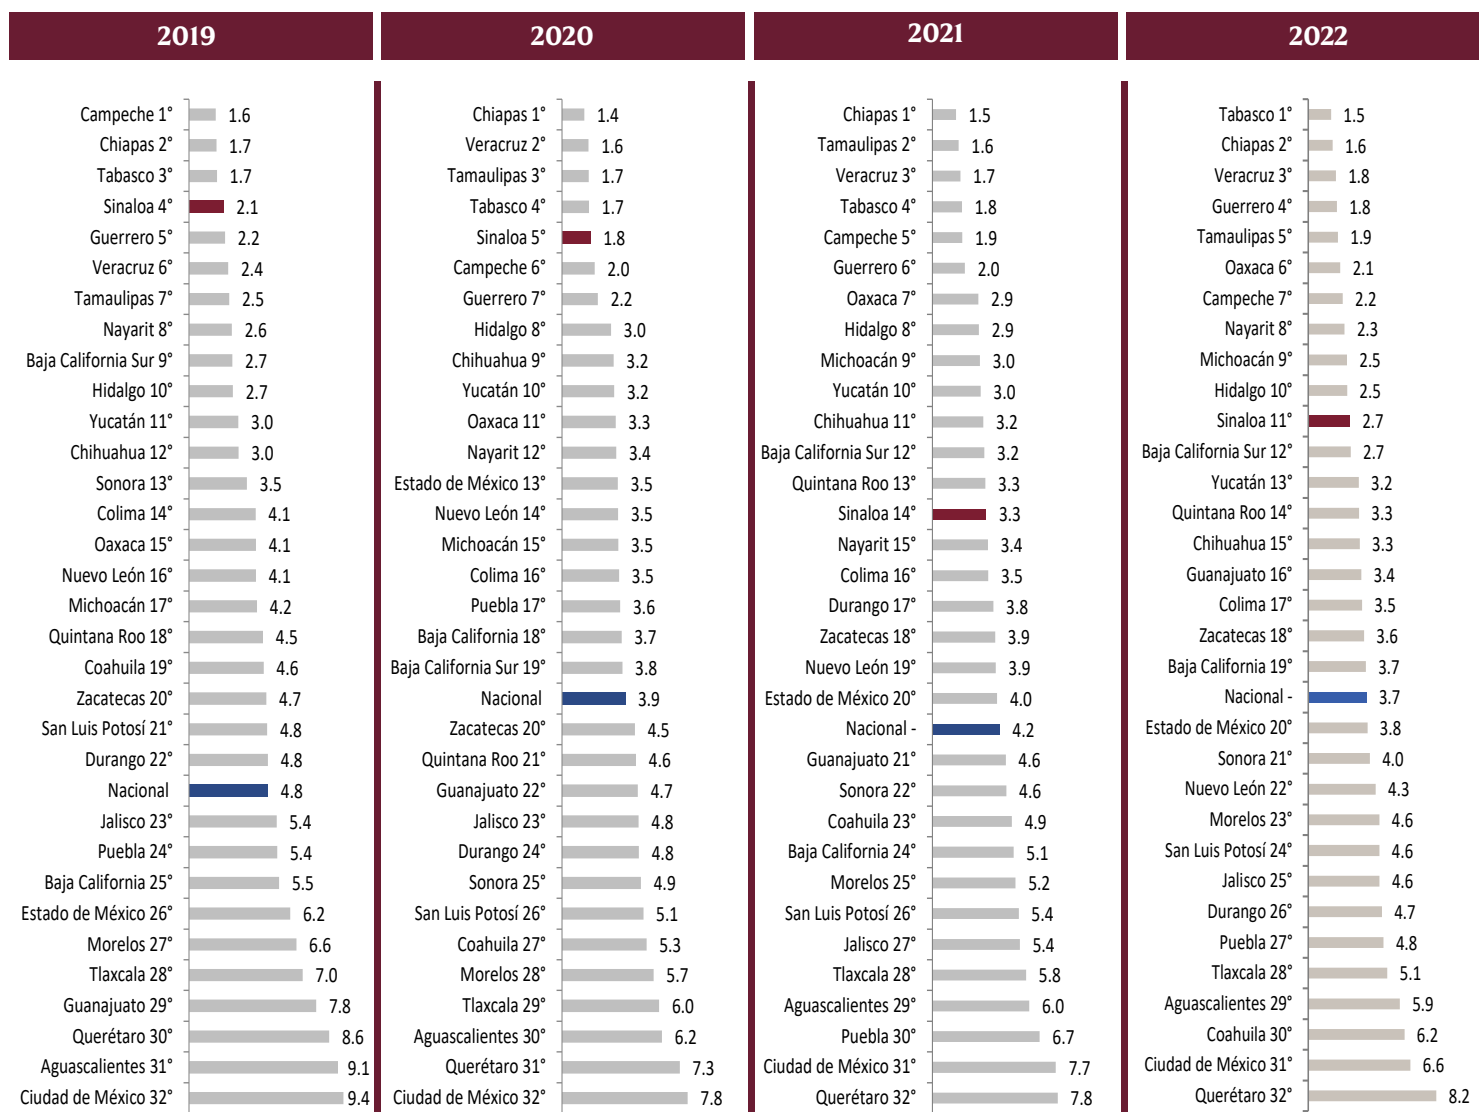 2019
Campeche 1° 1.6
Chiapas 2° 1.7
Tabasco 3° 1.7
Sinaloa 4° 2.1
Guerrero 5° 2.2
Veracruz 6° 2.4
Tamaulipas 7° 2.5
Nayarit 8° 2.6
Baja California Sur 9° 2.7
Hidalgo 10° 2.7
Yucatán 11° 3.0
Chihuahua 12° 3.0
Sonora 13° 3.5
Colima 14° 4.1
Oaxaca 15° 4.1
Nuevo León 16° 4.1
Michoacán 17° 4.2
Quintana Roo 18° 4.5
Coahuila 19° 4.6
Zacatecas 20° 4.7
San Luis Potosí 21° 4.8
Durango 22° 4.8
Nacional 4.8
Jalisco 23° 5.4
Puebla 24° 5.4
Baja California 25° 5.5
Estado de México 26° 6.2
Morelos 27° 6.6
Tlaxcala 28° 7.0
Guanajuato 29° 7.8
Querétaro 30° 8.6
Aguascalientes 31° 9.1
Ciudad de México 32° 9.4
2020
Chiapas 1° 1.4
Veracruz 2° 1.6
Tamaulipas 3° 1.7
Tabasco 4° 1.7
Sinaloa 5° 1.8
Campeche 6° 2.0
Guerrero 7° 2.2
Hidalgo 8° 3.0
Chihuahua 9° 3.2
Yucatán 10° 3.2
Oaxaca 11° 3.3
Nayarit 12° 3.4
Estado de México 13° 3.5
Nuevo León 14° 3.5
Michoacán 15° 3.5
Colima 16° 3.5
Puebla 17° 3.6
Baja California 18° 3.7
Baja California Sur 19° 3.8
Nacional 3.9
Zacatecas 20° 4.5
Quintana Roo 21° 4.6
Guanajuato 22° 4.7
Jalisco 23° 4.8
Durango 24° 4.8
Sonora 25° 4.9
San Luis Potosí 26° 5.1
Coahuila 27° 5.3
Morelos 28° 5.7
Tlaxcala 29° 6.0
Aguascalientes 30° 6.2
Querétaro 31° 7.3
Ciudad de México 32° 7.8
2021
Chiapas 1° 1.5
Tamaulipas 2° 1.6
Veracruz 3° 1.7
Tabasco 4° 1.8
Campeche 5° 1.9
Guerrero 6° 2.0
Oaxaca 7° 2.9
Hidalgo 8° 2.9
Michoacán 9° 3.0
Yucatán 10° 3.0
Chihuahua 11° 3.2
Baja California Sur 12° 3.2
Quintana Roo 13° 3.3
Sinaloa 14° 3.3
Nayarit 15° 3.4
Colima 16° 3.5
Durango 17° 3.8
Zacatecas 18° 3.9
Nuevo León 19° 3.9
Estado de México 20° 4.0
Nacional - 4.2
Guanajuato 21° 4.6
Sonora 22° 4.6
Coahuila 23° 4.9
Baja California 24° 5.1
Morelos 25° 5.2
San Luis Potosí 26° 5.4
Jalisco 27° 5.4
Tlaxcala 28° 5.8
Aguascalientes 29° 6.0
Puebla 30° 6.7
Ciudad de México 31° 7.7
Querétaro 32° 7.8
2022
Tabasco 1° 1.5
Chiapas 2° 1.6
Veracruz 3° 1.8
Guerrero 4° 1.8
Tamaulipas 5° 1.9
Oaxaca 6° 2.1
Campeche 7° 2.2
Nayarit 8° 2.3
Michoacán 9° 2.5
Hidalgo 10° 2.5
Sinaloa 11° 2.7
Baja California Sur 12° 2.7
Yucatán 13° 3.2
Quintana Roo 14° 3.3
Chihuahua 15° 3.3
Guanajuato 16° 3.4
Colima 17° 3.5
Zacatecas 18° 3.6
Baja California 19° 3.7
Nacional - 3.7
Estado de México 20° 3.8
Sonora 21° 4.0
Nuevo León 22° 4.3
Morelos 23° 4.6
San Luis Potosí 24° 4.6
Jalisco 25° 4.6
Durango 26° 4.7
Puebla 27° 4.8
Tlaxcala 28° 5.1
Aguascalientes 29° 5.9
Coahuila 30° 6.2
Ciudad de México 31° 6.6
Querétaro 32° 8.2